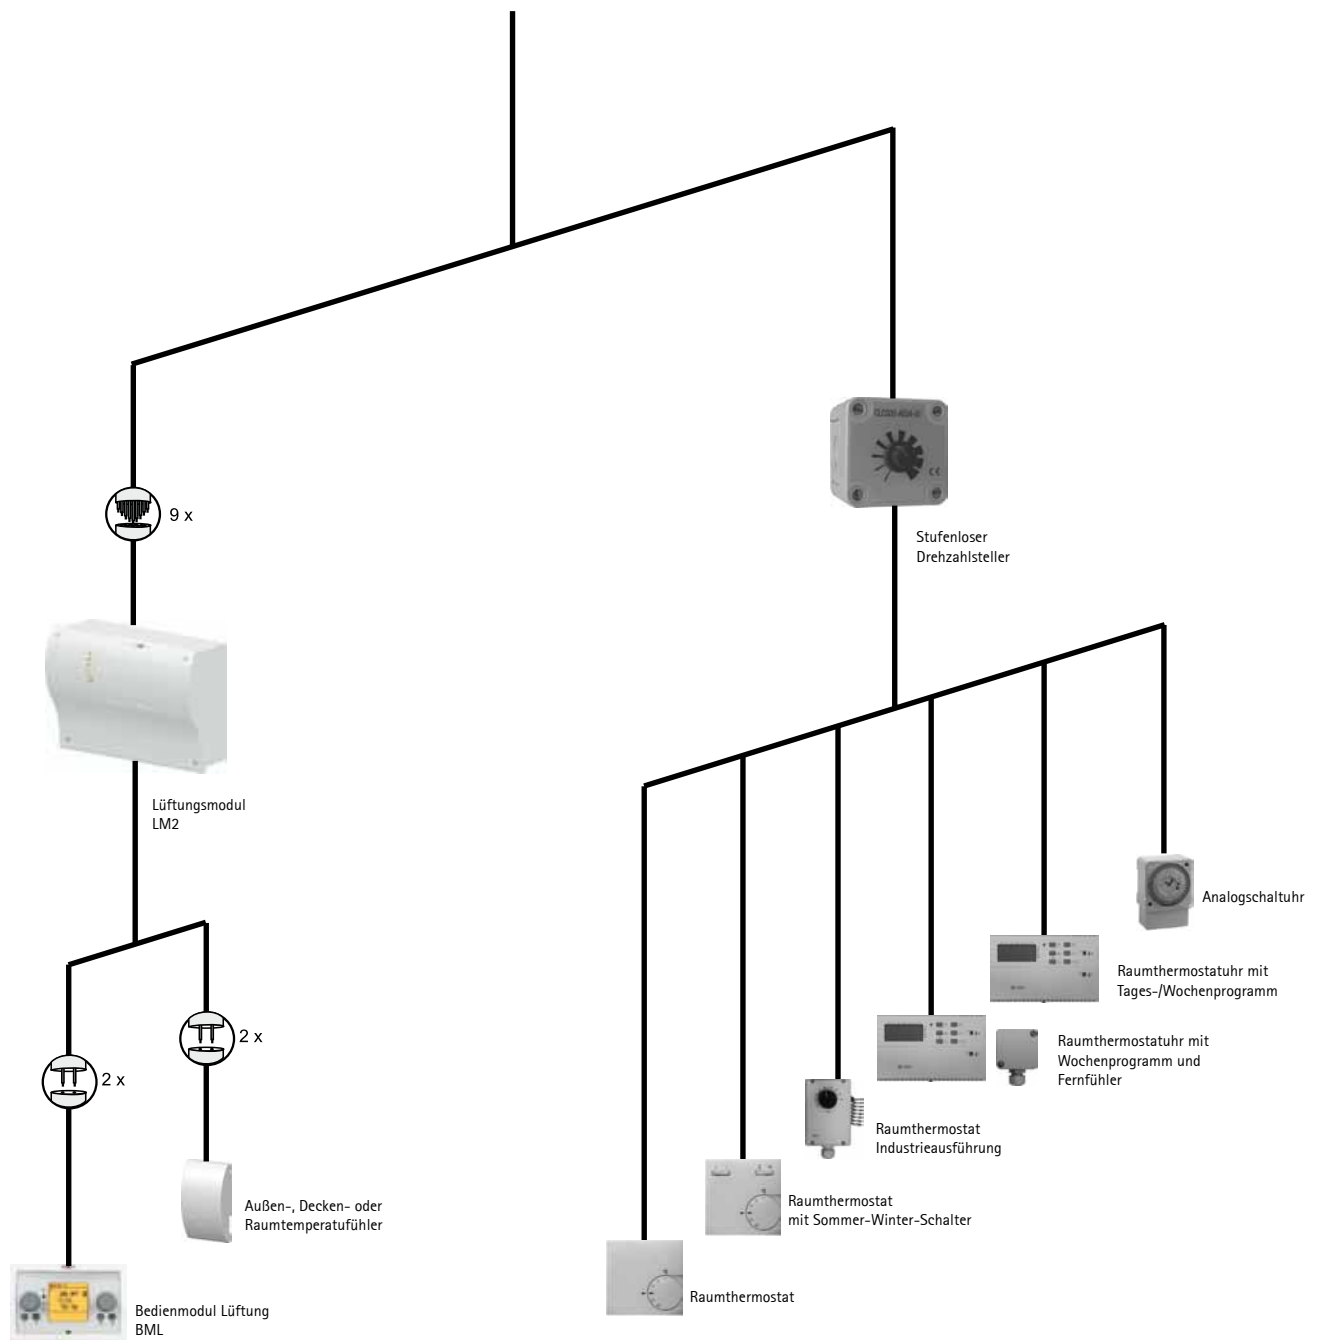 9 x
Stufenloser
Drehzahlsteller
Lüftungsmodul
LM2
Analogschaltuhr
Raumthermostatuhr mit
Tages-/Wochenprogramm
2 x
Raumthermostatuhr mit
Wochenprogramm und
Fernfühler
2 x
Raumthermostat
Industrieausführung
Außen-, Decken- oder
Raumtemperatufühler
Raumthermostat
mit Sommer-Winter-Schalter
Raumthermostat
Bedienmodul Lüftung
BML